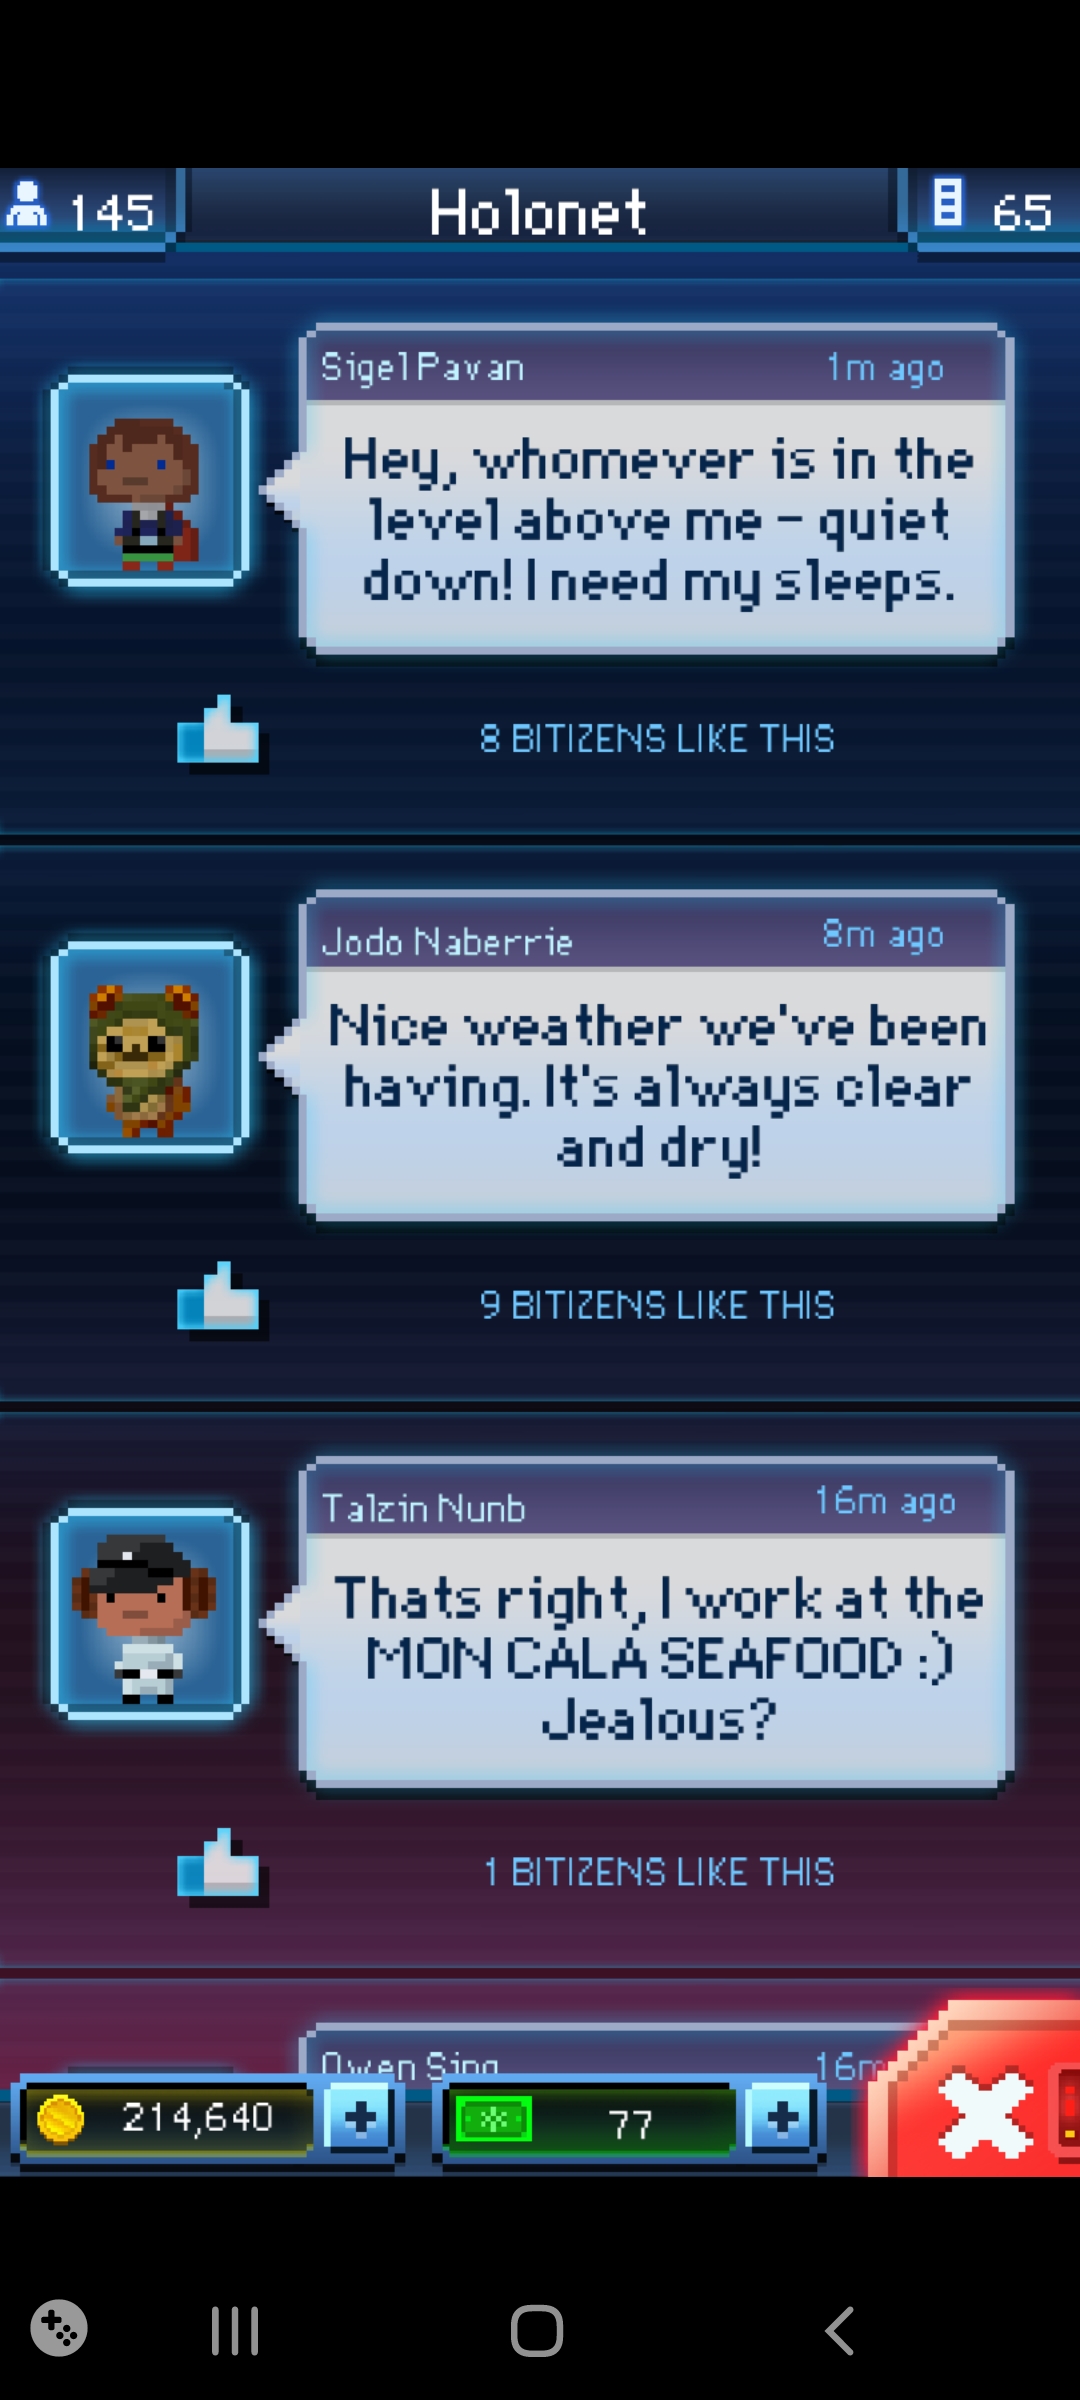 145
Holonet
65
Sigel Pavan
1m ago
Hey, whomever is in the
level above me - quiet
down! I need my sleeps.
8 BITIZENS LIKE THIS
Jodo Naberrie
8m ago
Nice weather we've been
having. It's always clear
and dry!
9 BITIZENS LIKE THIS
Talzin Nunb
16m ago
Thats right, I work at the
MON CALA SEAFOOD :)
Jealous?
1 BITIZENS LIKE THIS
Owen Sing
16m
214,640
77